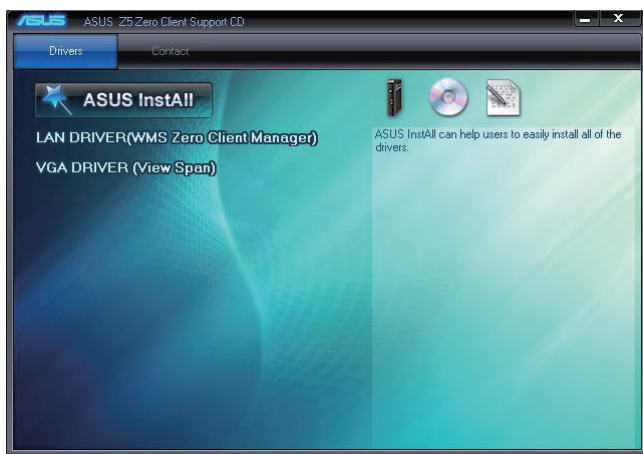 ASUS ASUS Z5 Zero Client Support CD
Drivers Contact
ASUS InstAll
LAN DRIVER(WMS Zero Client Manager)
VGA DRIVER (View Span)
ASUS InstAll can help users to easily install all of the
drivers.